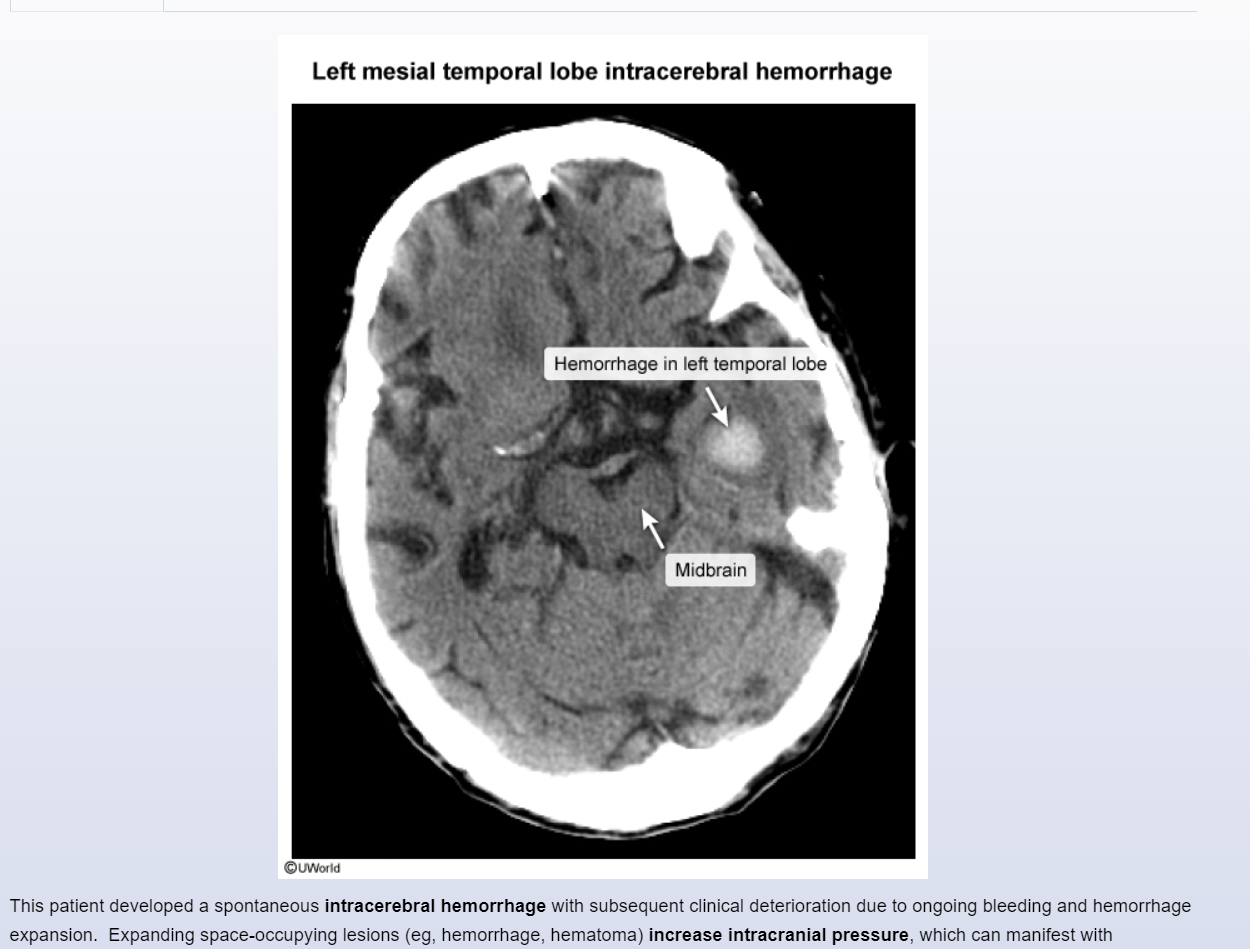 Left mesial temporal lobe intracerebral hemorrhage
Hemorrhage in left temporal lobe
Midbrain
©UWorld
This patient developed a spontaneous intracerebral hemorrhage with subsequent clinical deterioration due to ongoing bleeding and hemorrhage
expansion. Expanding space-occupying lesions (eg, hemorrhage, hematoma) increase intracranial pressure, which can manifest with